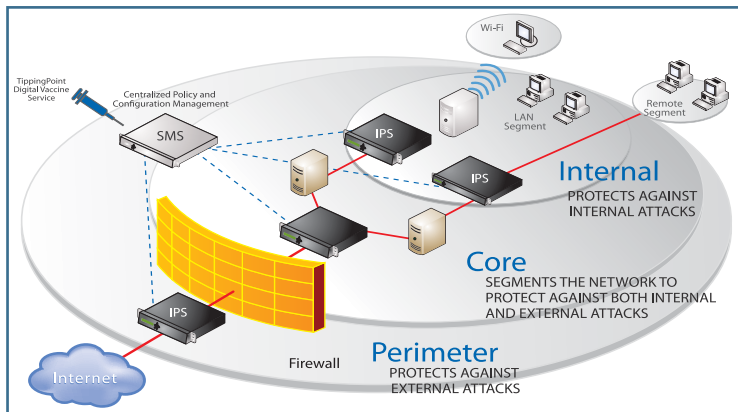 Wi-Fi
TippingPoint
Digital Vaccine
Service
Centralized Policy and
Configuration Management
SMS
IPS
LAN
Segment
Remote
Segment
IPS
Internal
PROTECTS AGAINST
INTERNAL ATTACKS
Core
SEGMENTS THE NETWORK TO
PROTECT AGAINST BOTH INTERNAL
AND EXTERNAL ATTACKS
IPS
Firewall
Perimeter
PROTECTS AGAINST
EXTERNAL ATTACKS
Internet